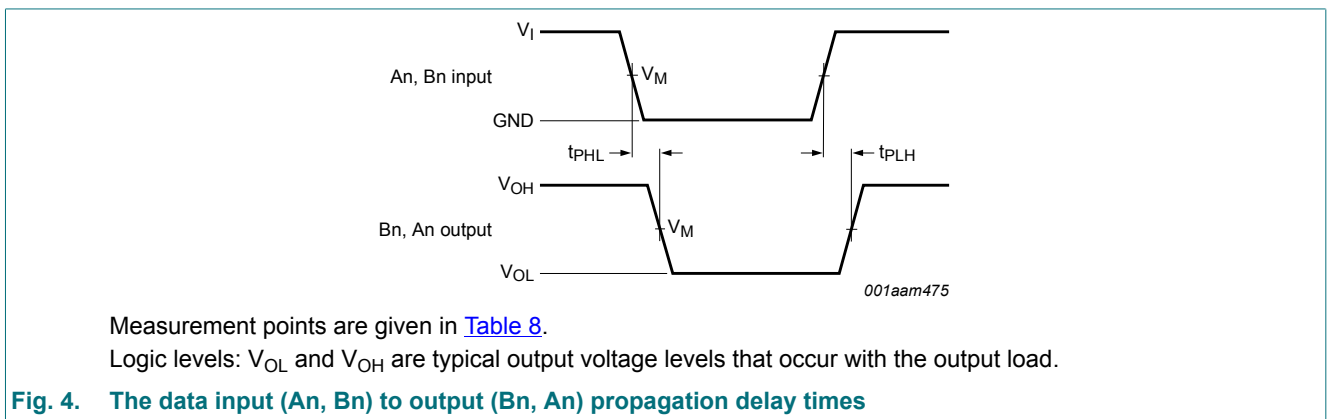 VI
An, Bn input
VM
GND
tPHL
tPLH
VOH
Bn, An output
VM
VOL
001aam475
Measurement points are given in Table 8.
Logic levels: VOL and VOH are typical output voltage levels that occur with the output load.
Fig. 4. The data input (An, Bn) to output (Bn, An) propagation delay times